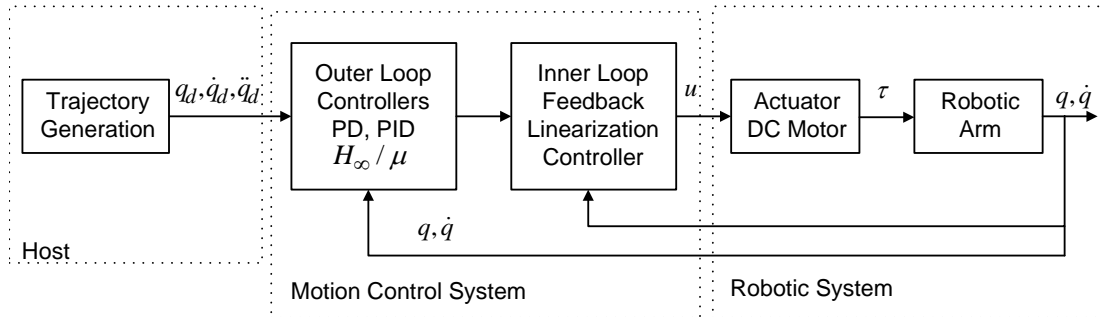 Trajectory
Generation
q_d, q̇_d, q̈_d
Outer Loop
Controllers
PD, PID
H_∞ / μ
Inner Loop
Feedback
Linearization
Controller
u
Actuator
DC Motor
τ
Robotic
Arm
q, q̇
q, q̇
Host
Motion Control System
Robotic System